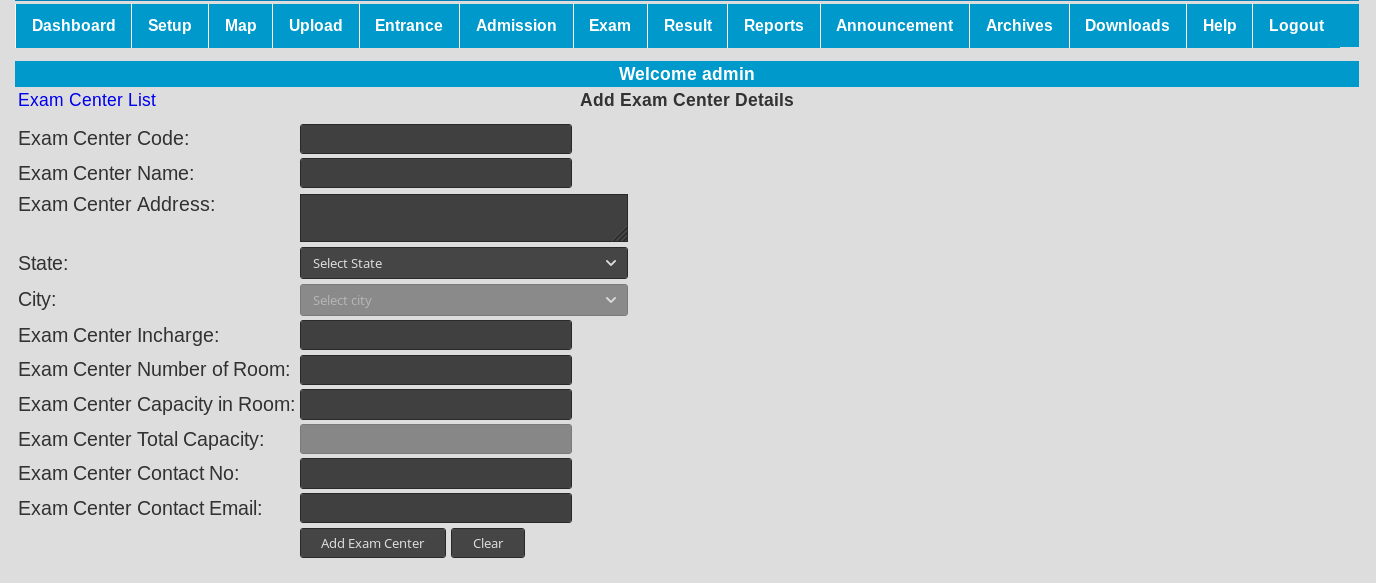 Dashboard Setup Map Upload Entrance Admission Exam Result Reports Announcement Archives Downloads Help Logout
Welcome admin
Exam Center List Add Exam Center Details
Exam Center Code:
Exam Center Name:
Exam Center Address:
State: Select State
City: Select city
Exam Center Incharge:
Exam Center Number of Room:
Exam Center Capacity in Room:
Exam Center Total Capacity:
Exam Center Contact No:
Exam Center Contact Email:
Add Exam Center Clear